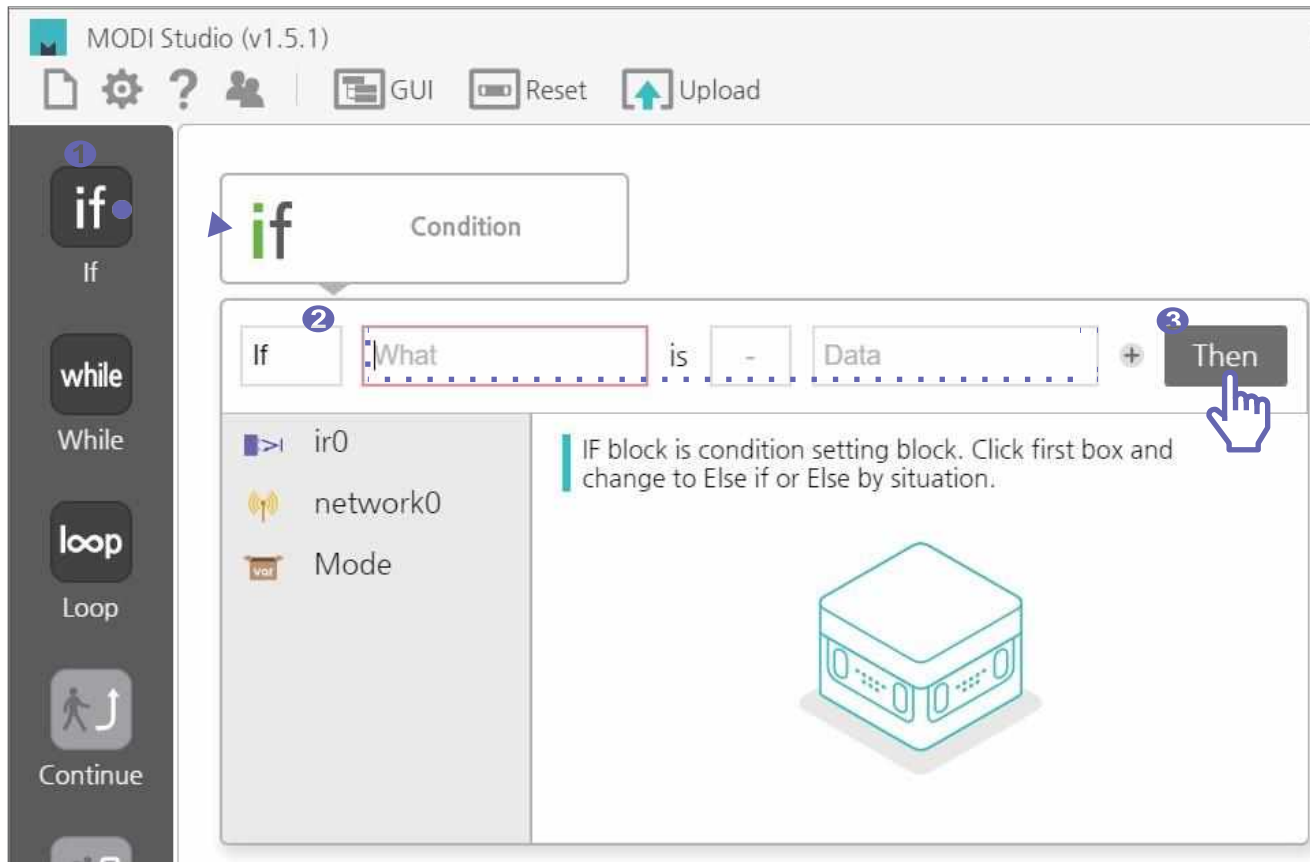 MODI Studio (v1.5.1)
GUI Reset Upload
1
if
If
if Condition
2
3
If What is - Data + Then
while
While
ir0
network0
Mode
var
IF block is condition setting block. Click first box and
change to Else if or Else by situation.
loop
Loop
Continue